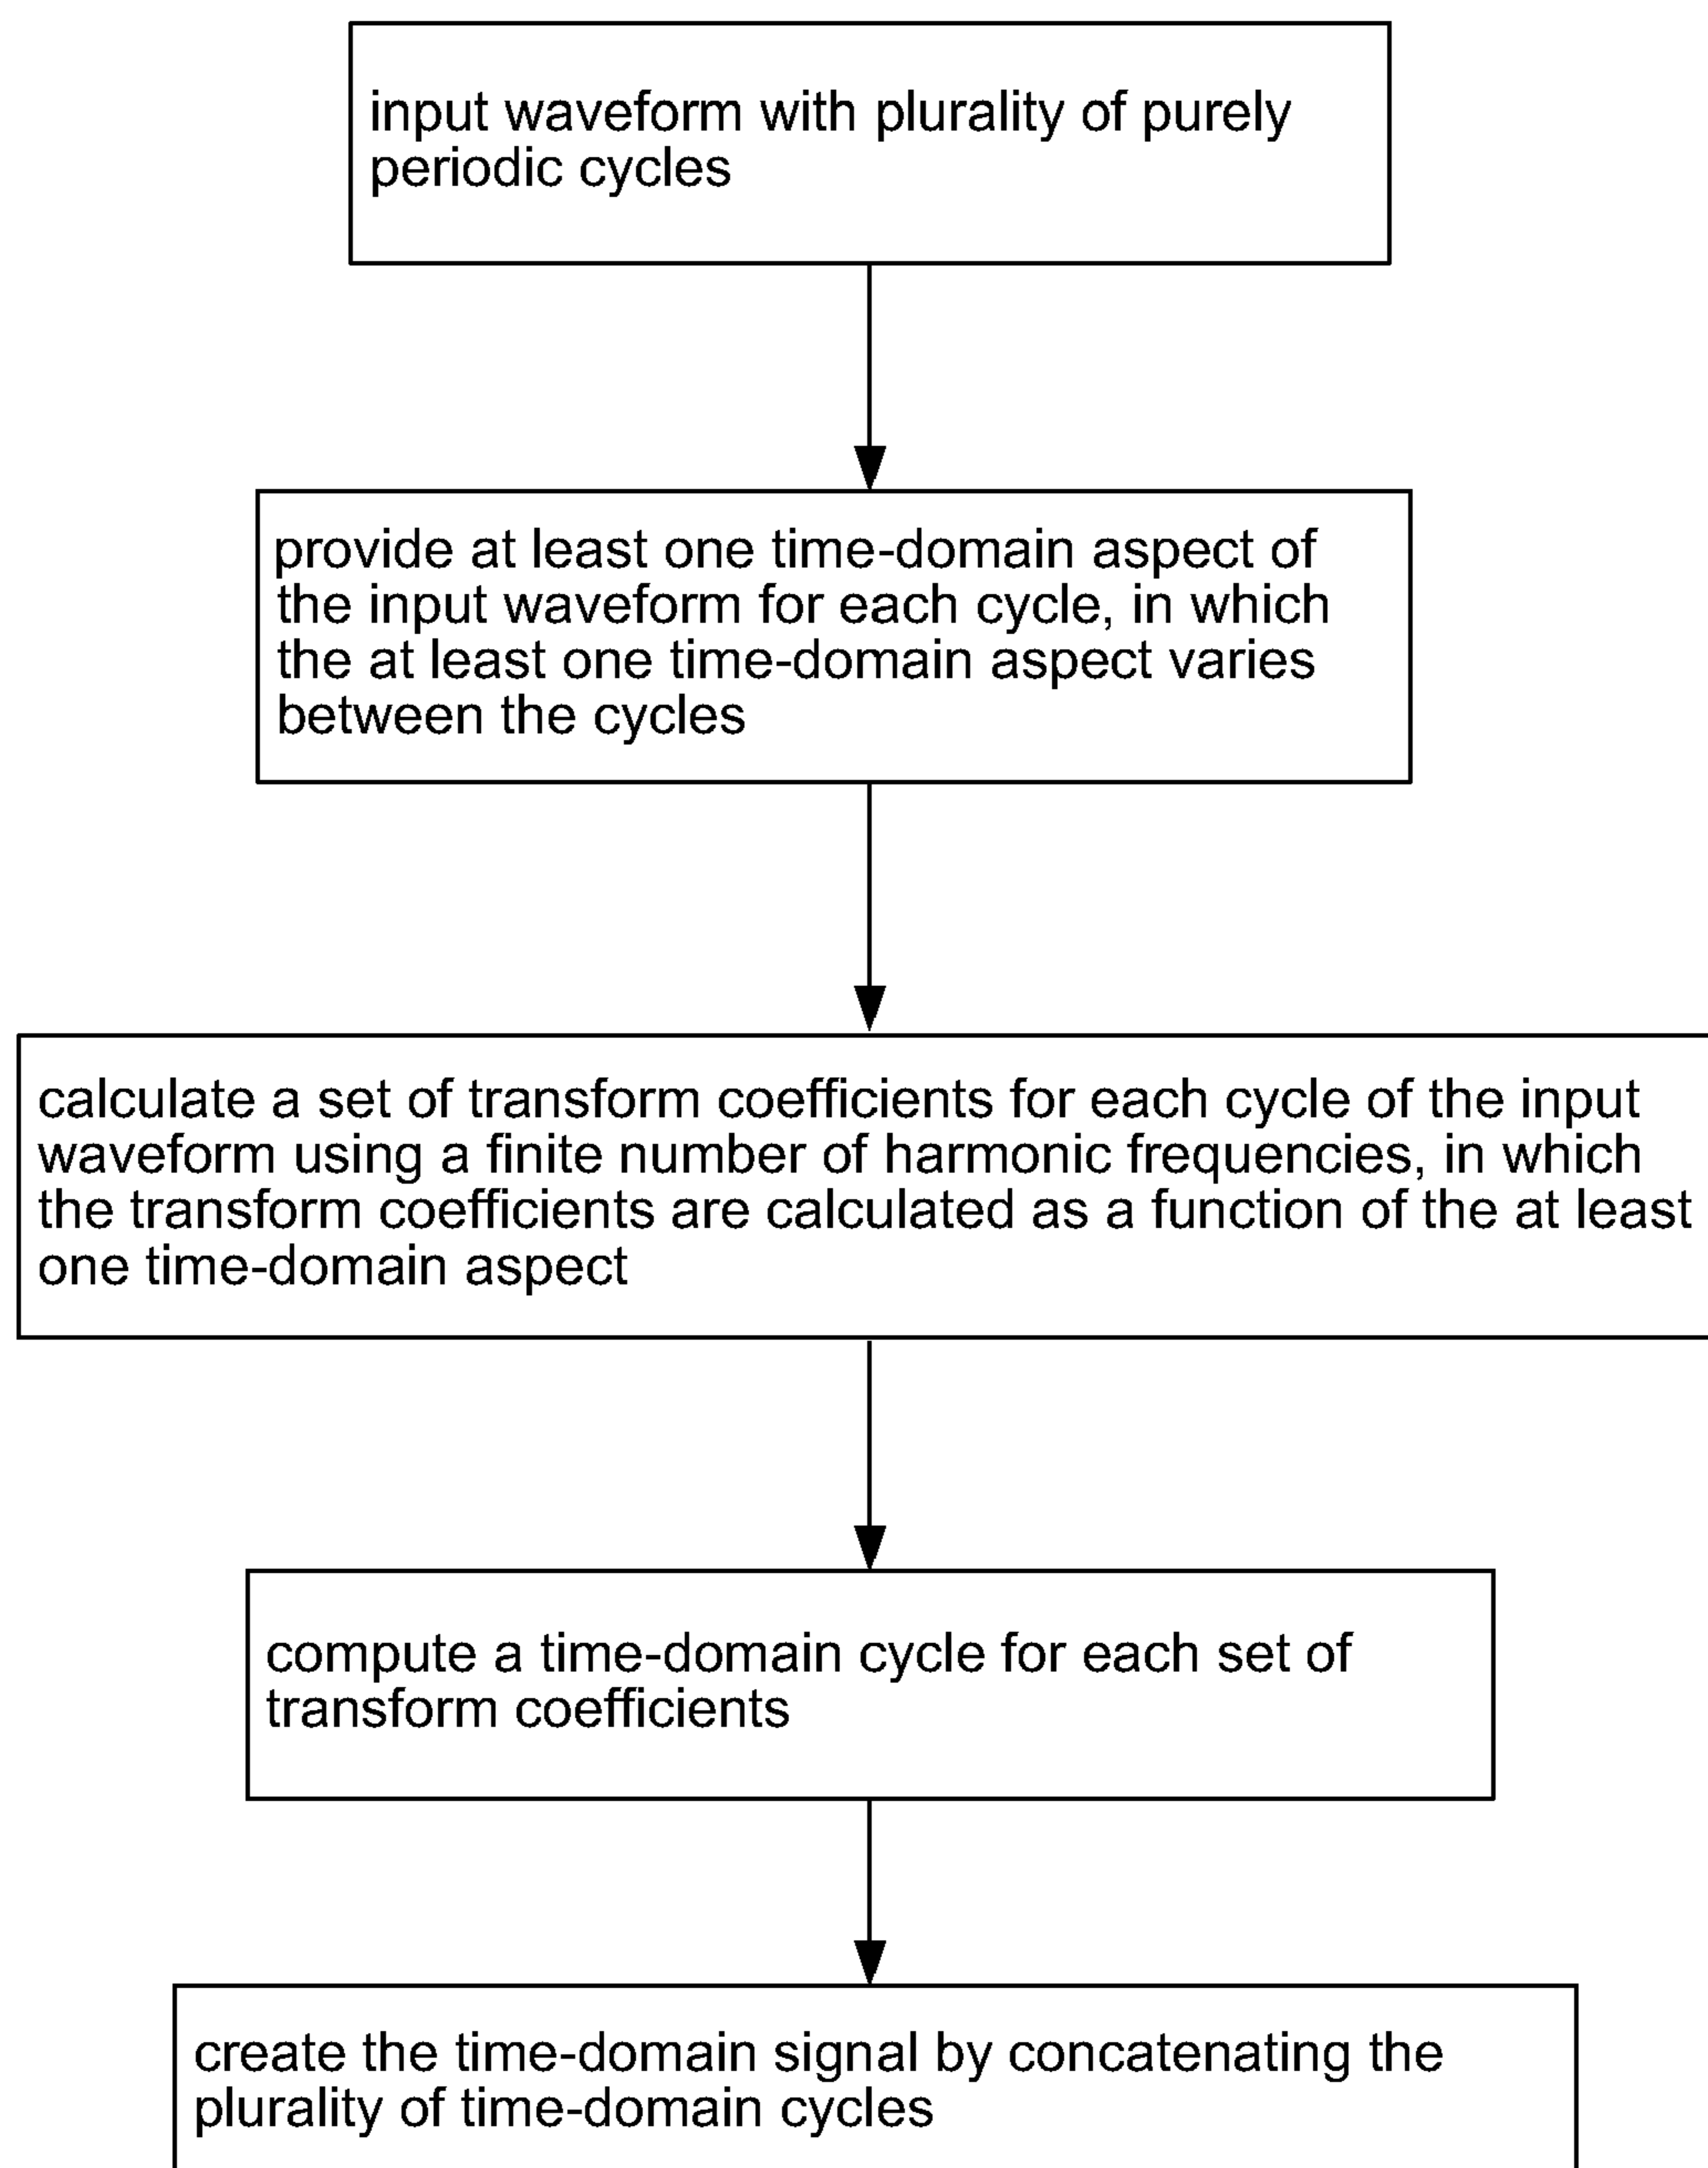 input waveform with plurality of purely
periodic cycles
provide at least one time-domain aspect of
the input waveform for each cycle, in which
the at least one time-domain aspect varies
between the cycles
calculate a set of transform coefficients for each cycle of the input
waveform using a finite number of harmonic frequencies, in which
the transform coefficients are calculated as a function of the at least
one time-domain aspect
compute a time-domain cycle for each set of
transform coefficients
create the time-domain signal by concatenating the
plurality of time-domain cycles